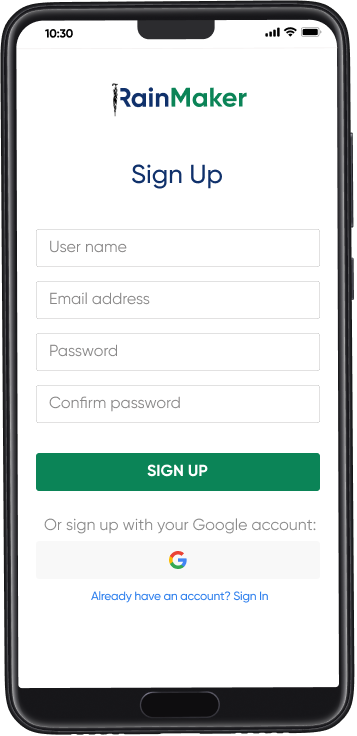 10:30
RainMaker
Sign Up
User name
Email address
Password
Confirm password
SIGN UP
Or sign up with your Google account:
G
Already have an account? Sign In